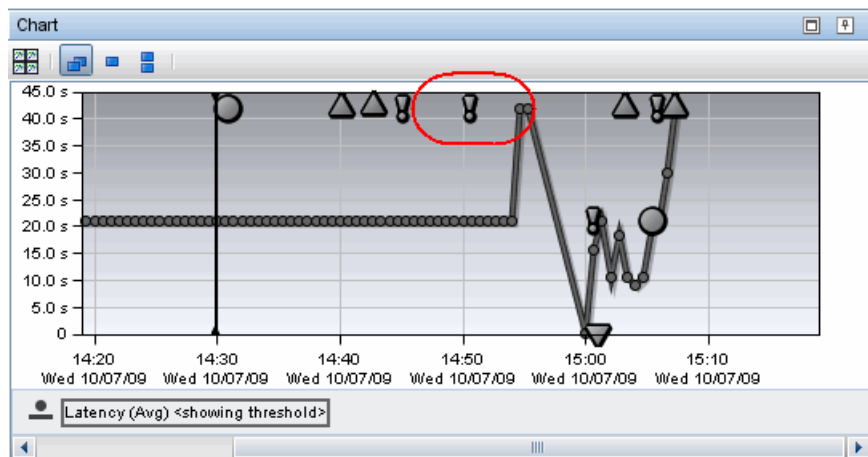 Chart
45.0 s
40.0 s
35.0 s
30.0 s
25.0 s
20.0 s
15.0 s
10.0 s
5.0 s
0
14:20 14:30 14:40 14:50 15:00 15:10
Wed 10/07/09 Wed 10/07/09 Wed 10/07/09 Wed 10/07/09 Wed 10/07/09 Wed 10/07/09
Latency (Avg) <showing threshold>